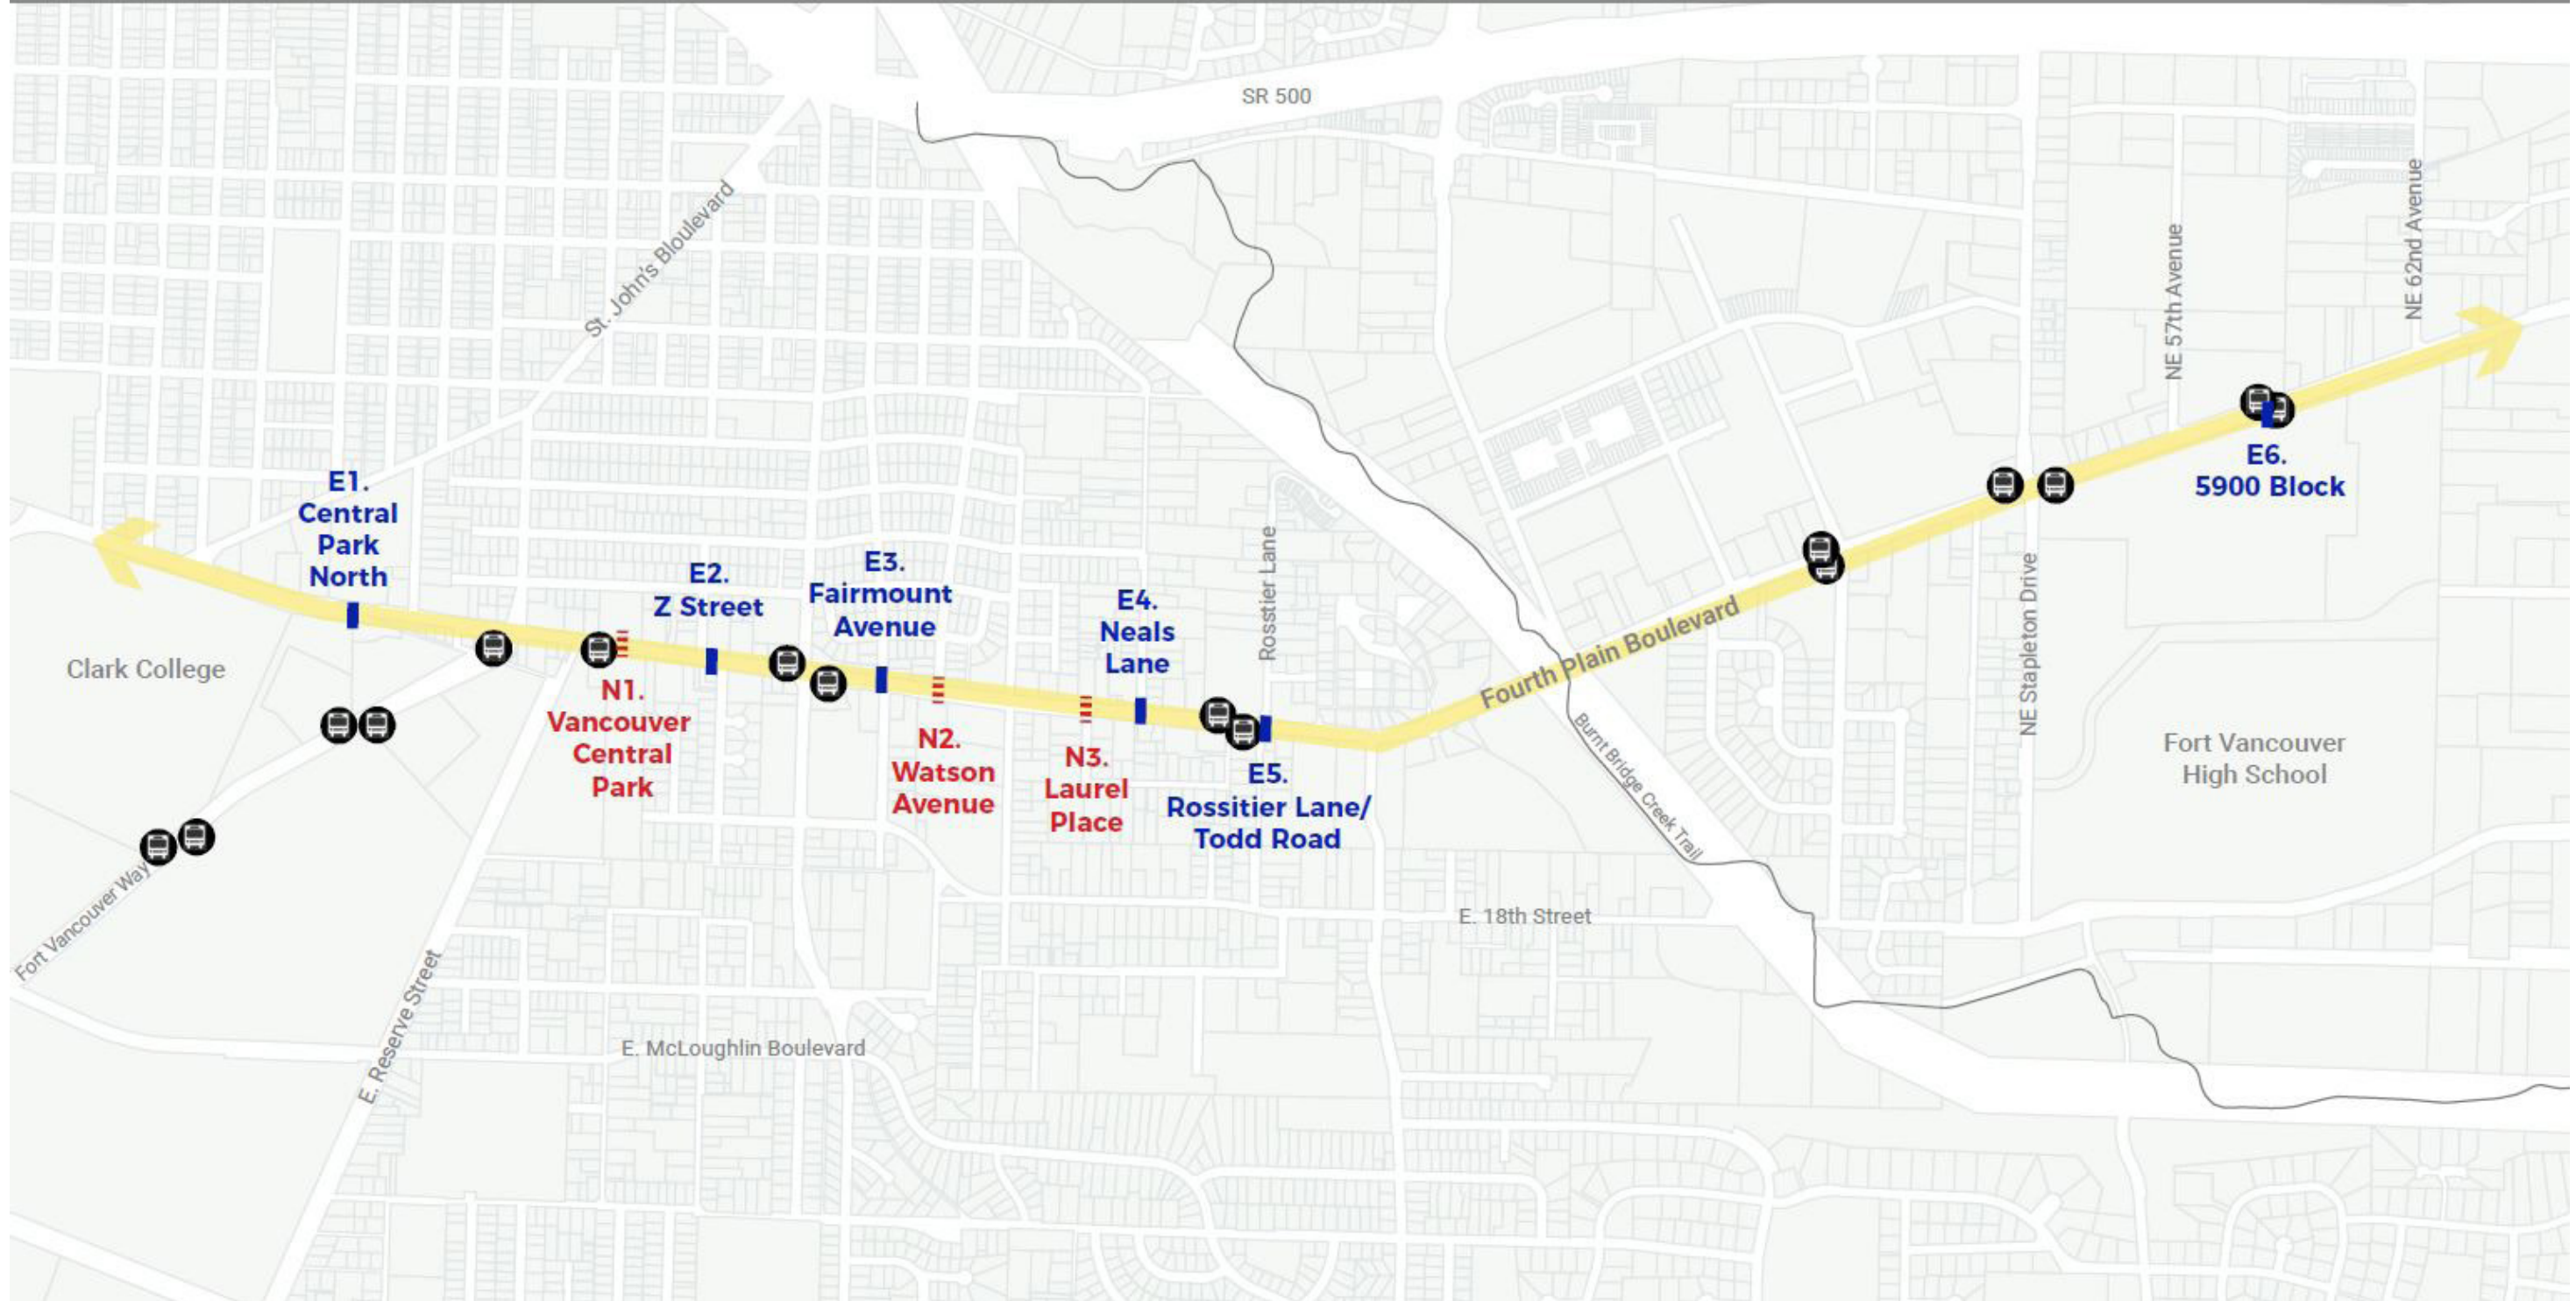 SR 500
St. John's Bloulevard
NE 62nd Avenue
NE 57th Avenue
E1.
Central
Park
North
E2.
Z Street
E3.
Fairmount
Avenue
E4.
Neals
Lane
Rosstier Lane
E6.
5900 Block
Fourth Plain Boulevard
NE Stapleton Drive
Clark College
N1.
Vancouver
Central
Park
N2.
Watson
Avenue
N3.
Laurel
Place
E5.
Rossitier Lane/
Todd Road
Burnt Bridge Creek Trail
Fort Vancouver
High School
Fort Vancouver Way
E. 18th Street
E. Reserve Street
E. McLoughlin Boulevard